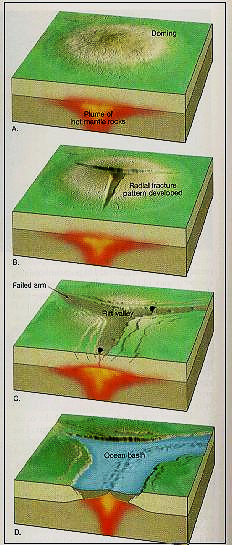 Doming
Plume of
hot mantle rocks
A.
Radial fracture
pattern developed
B.
Failed arm
Rift valley
C.
Ocean basin
D.